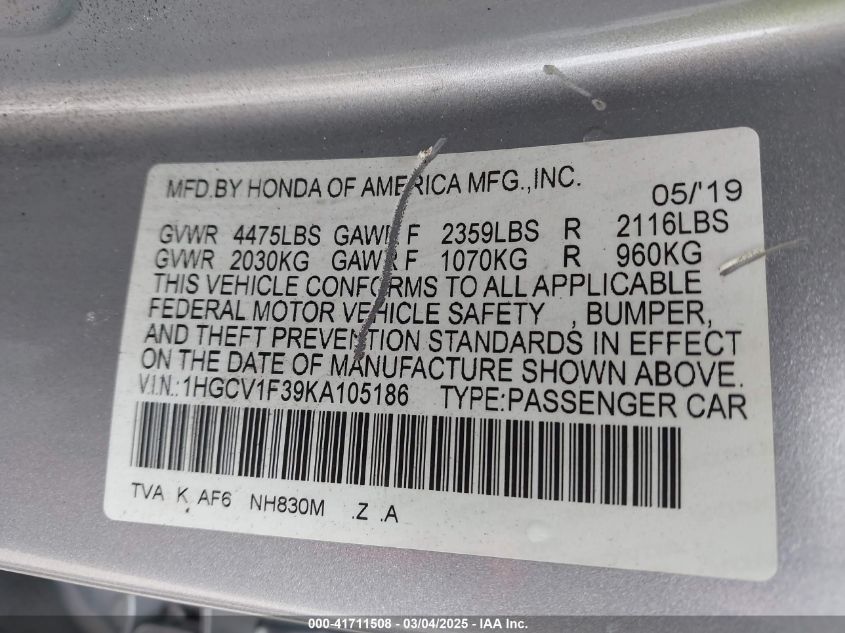 MFD.BY HONDA OF AMERICA MFG.,INC. 05/'19
GVWR 4475LBS GAWR F 2359LBS R 2116LBS
GVWR 2030KG GAWR F 1070KG R 960KG
THIS VEHICLE CONFORMS TO ALL APPLICABLE
FEDERAL MOTOR VEHICLE SAFETY , BUMPER,
AND THEFT PREVENTION STANDARDS IN EFFECT
ON THE DATE OF MANUFACTURE SHOWN ABOVE.
V.I.N.:1HGCV1F39KA105186 TYPE:PASSENGER CAR
TVA K, AF6 NH830M .Z .A
000-41711508 - 03/04/2025 - IAA Inc.